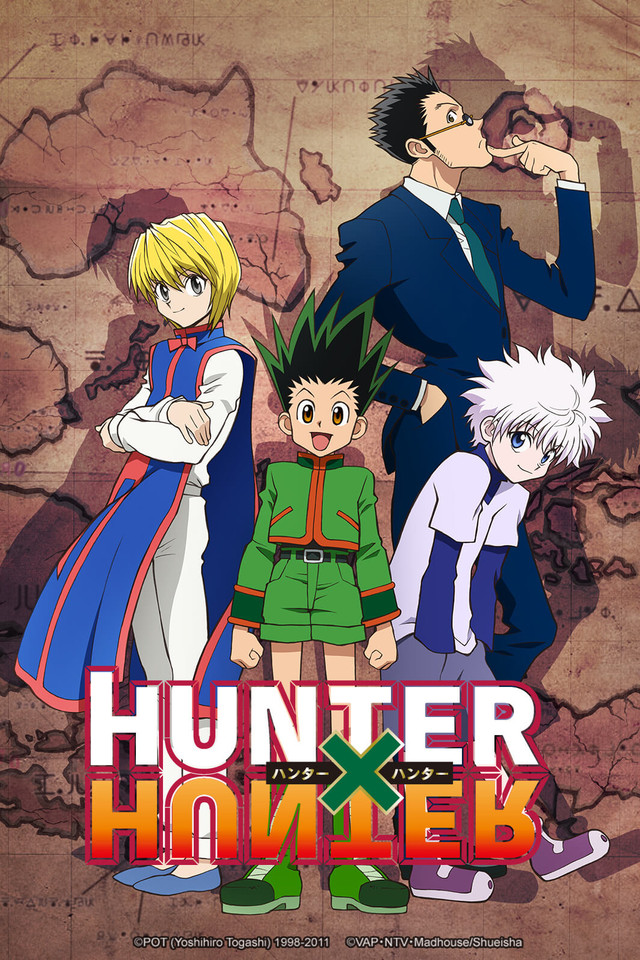 HUNTER
ハンター × ハンター
HUNTER
©POT (Yoshihiro Togashi) 1998-2011 ©VAP・NTV・Madhouse/Shueisha